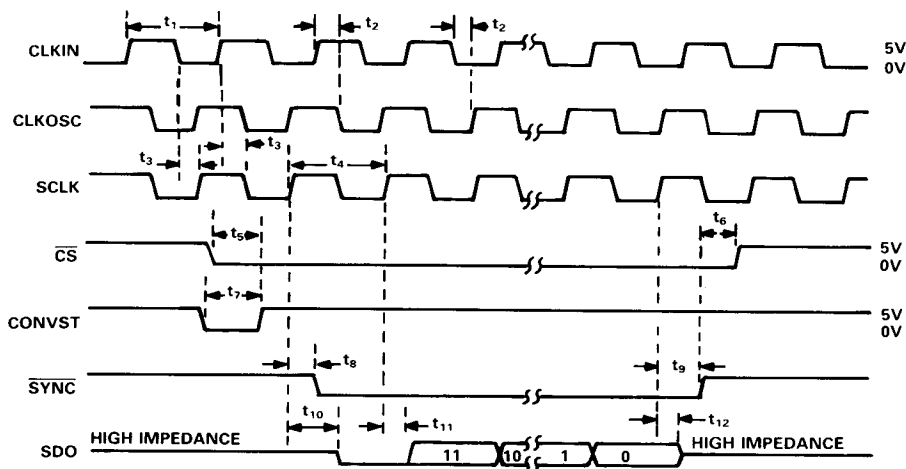 t1 t2 t2
CLKIN 5V
0V
CLKOSC
t3 t3 t4
SCLK
t5 t6
CS 5V
0V
t7
CONVST 5V
0V
t8 t9
SYNC
t10 t11 t12
HIGH IMPEDANCE HIGH IMPEDANCE
SDO 11 10 1 0